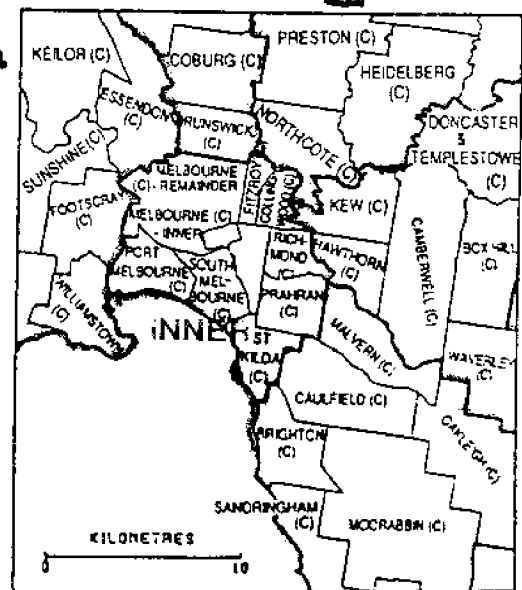 KEILOR (C)
COBURG (C)
PRESTON (C)
HEIDELBERG
(C)
ESSENDON
(C)
BRUNSWICK
(C)
NORTHCOTE (C)
DONCASTER
&
TEMPLESTOWE
(C)
SUNSHINE (C)
MELBOURNE
(C) - REMAINDER
FITZROY
COLLING
WOOD (C)
KEW (C)
FOOTSCRAY
(C)
MELBOURNE (C)
- INNER
RICH-
MOND
(C)
HAWTHORN
(C)
CAMBERWELL (C)
BOX HILL
PORT
MELBOURNE
(C)
SOUTH
MEL-
BOURNE
(C)
PRAHRAN
(C)
WILLIAMSTOWN
INNER
ST
KILDA
(C)
MALVERN (C)
WAVERLEY
(C)
CAULFIELD (C)
OAKLEIGH (C)
BRIGHTON
(C)
SANDRINGHAM
(C)
MOORABBIN (C)
KILOMETRES
0 10